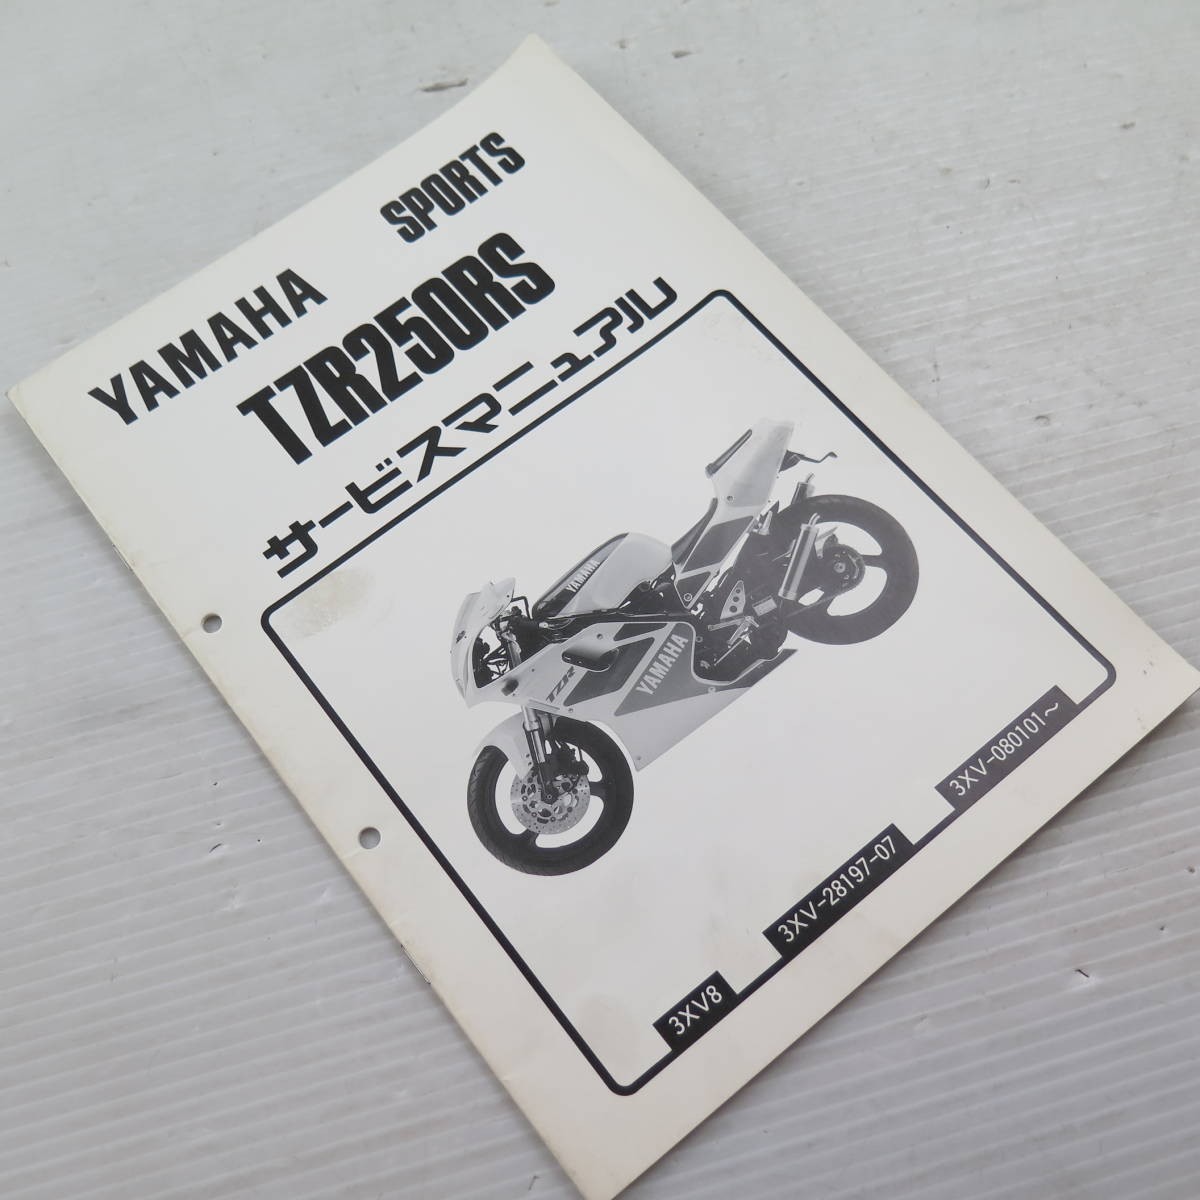 YAMAHA SPORTS
TZR250RS
サービスマニュアル
YAMAHA
TZR
YAMAHA
3XV8
3XV-28197-07
3XV-080101〜